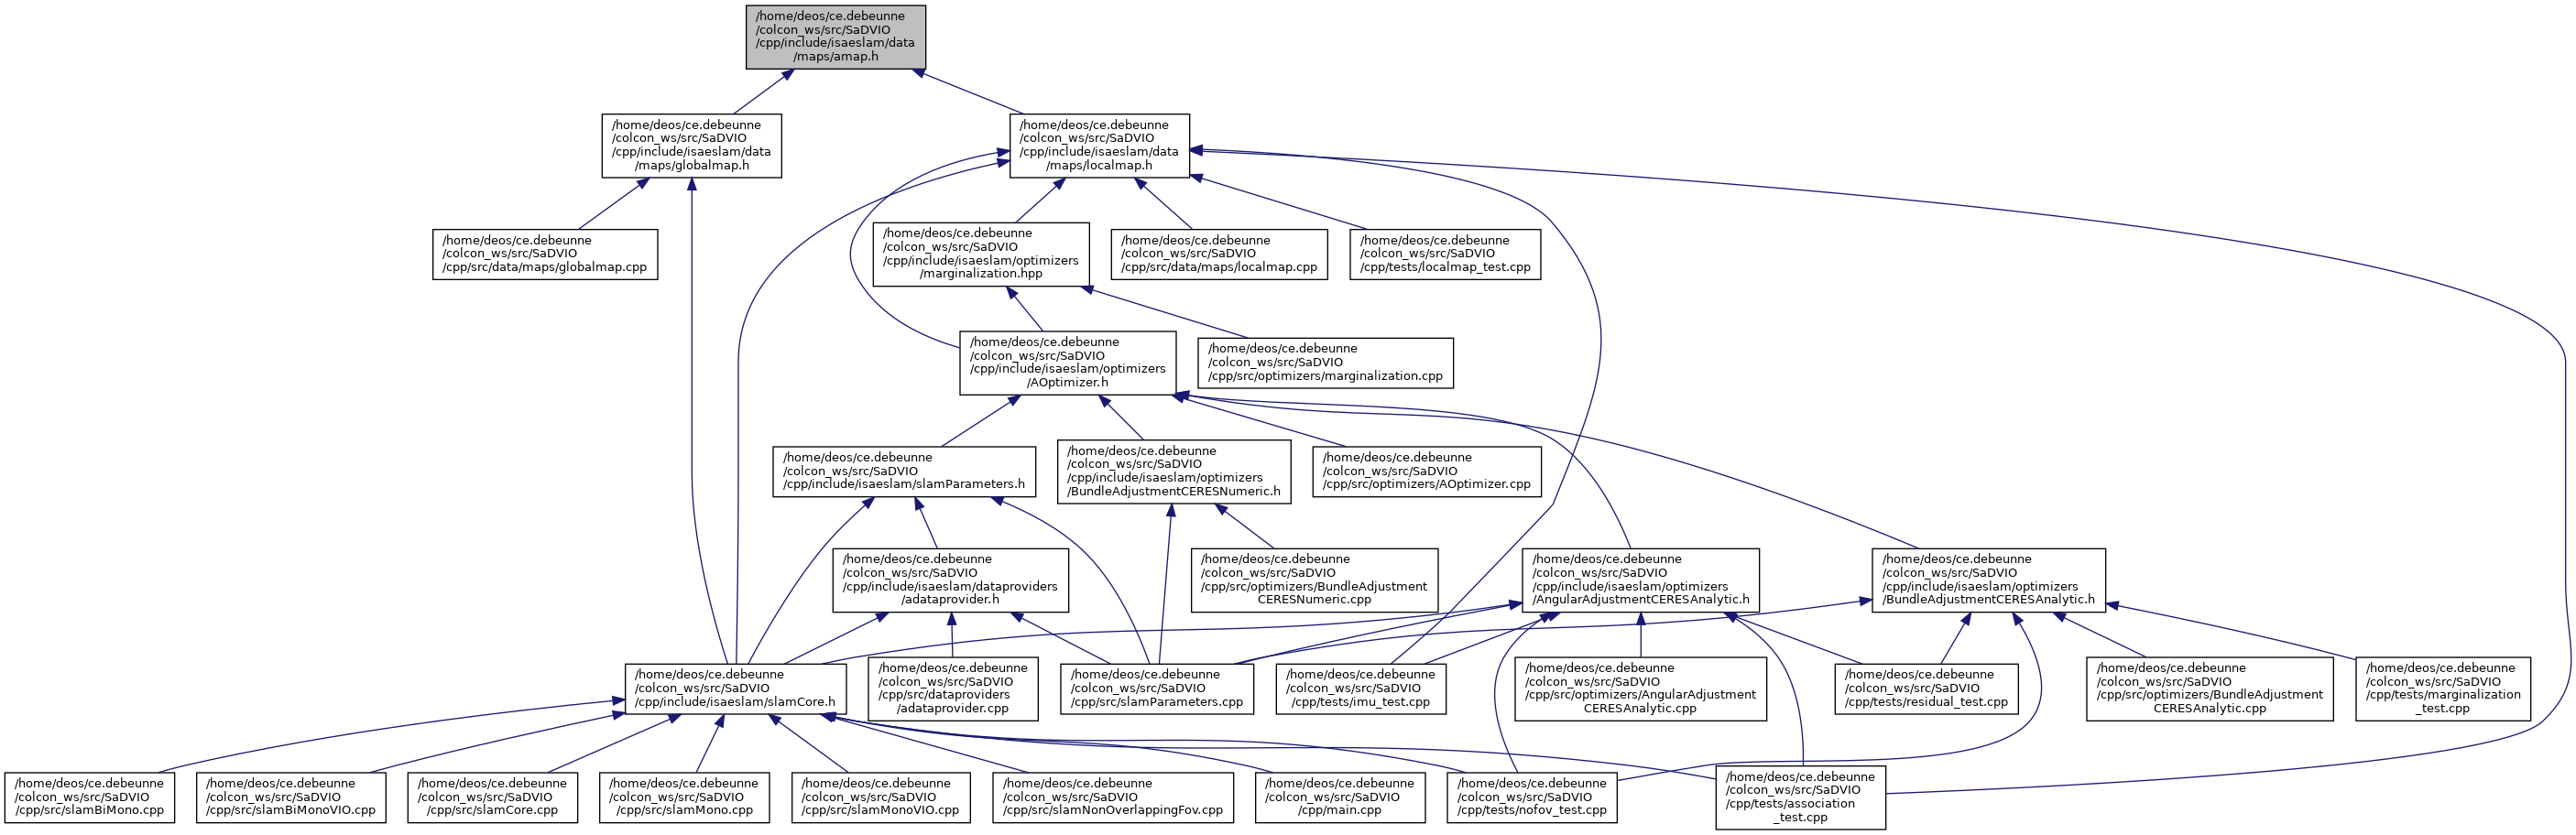 /home/deos/ce.debeunne
/colcon_ws/src/SaDVIO
/cpp/include/isaeslam/data
/maps/amap.h
/home/deos/ce.debeunne
/colcon_ws/src/SaDVIO
/cpp/include/isaeslam/data
/maps/globalmap.h
/home/deos/ce.debeunne
/colcon_ws/src/SaDVIO
/cpp/include/isaeslam/data
/maps/localmap.h
/home/deos/ce.debeunne
/colcon_ws/src/SaDVIO
/cpp/src/data/maps/globalmap.cpp
/home/deos/ce.debeunne
/colcon_ws/src/SaDVIO
/cpp/include/isaeslam/optimizers
/marginalization.hpp
/home/deos/ce.debeunne
/colcon_ws/src/SaDVIO
/cpp/src/data/maps/localmap.cpp
/home/deos/ce.debeunne
/colcon_ws/src/SaDVIO
/cpp/tests/localmap_test.cpp
/home/deos/ce.debeunne
/colcon_ws/src/SaDVIO
/cpp/include/isaeslam/optimizers
/AOptimizer.h
/home/deos/ce.debeunne
/colcon_ws/src/SaDVIO
/cpp/src/optimizers/marginalization.cpp
/home/deos/ce.debeunne
/colcon_ws/src/SaDVIO
/cpp/include/isaeslam/slamParameters.h
/home/deos/ce.debeunne
/colcon_ws/src/SaDVIO
/cpp/include/isaeslam/optimizers
/BundleAdjustmentCERESNumeric.h
/home/deos/ce.debeunne
/colcon_ws/src/SaDVIO
/cpp/src/optimizers/AOptimizer.cpp
/home/deos/ce.debeunne
/colcon_ws/src/SaDVIO
/cpp/include/isaeslam/dataproviders
/adataprovider.h
/home/deos/ce.debeunne
/colcon_ws/src/SaDVIO
/cpp/src/optimizers/BundleAdjustment
CERESNumeric.cpp
/home/deos/ce.debeunne
/colcon_ws/src/SaDVIO
/cpp/include/isaeslam/optimizers
/AngularAdjustmentCERESAnalytic.h
/home/deos/ce.debeunne
/colcon_ws/src/SaDVIO
/cpp/include/isaeslam/optimizers
/BundleAdjustmentCERESAnalytic.h
/home/deos/ce.debeunne
/colcon_ws/src/SaDVIO
/cpp/include/isaeslam/slamCore.h
/home/deos/ce.debeunne
/colcon_ws/src/SaDVIO
/cpp/src/dataproviders
/adataprovider.cpp
/home/deos/ce.debeunne
/colcon_ws/src/SaDVIO
/cpp/src/slamParameters.cpp
/home/deos/ce.debeunne
/colcon_ws/src/SaDVIO
/cpp/tests/imu_test.cpp
/home/deos/ce.debeunne
/colcon_ws/src/SaDVIO
/cpp/src/optimizers/AngularAdjustment
CERESAnalytic.cpp
/home/deos/ce.debeunne
/colcon_ws/src/SaDVIO
/cpp/tests/residual_test.cpp
/home/deos/ce.debeunne
/colcon_ws/src/SaDVIO
/cpp/src/optimizers/BundleAdjustment
CERESAnalytic.cpp
/home/deos/ce.debeunne
/colcon_ws/src/SaDVIO
/cpp/tests/marginalization
_test.cpp
/home/deos/ce.debeunne
/colcon_ws/src/SaDVIO
/cpp/src/slamBiMono.cpp
/home/deos/ce.debeunne
/colcon_ws/src/SaDVIO
/cpp/src/slamBiMonoVIO.cpp
/home/deos/ce.debeunne
/colcon_ws/src/SaDVIO
/cpp/src/slamCore.cpp
/home/deos/ce.debeunne
/colcon_ws/src/SaDVIO
/cpp/src/slamMono.cpp
/home/deos/ce.debeunne
/colcon_ws/src/SaDVIO
/cpp/src/slamMonoVIO.cpp
/home/deos/ce.debeunne
/colcon_ws/src/SaDVIO
/cpp/src/slamNonOverlappingFov.cpp
/home/deos/ce.debeunne
/colcon_ws/src/SaDVIO
/cpp/main.cpp
/home/deos/ce.debeunne
/colcon_ws/src/SaDVIO
/cpp/tests/nofov_test.cpp
/home/deos/ce.debeunne
/colcon_ws/src/SaDVIO
/cpp/tests/association
_test.cpp